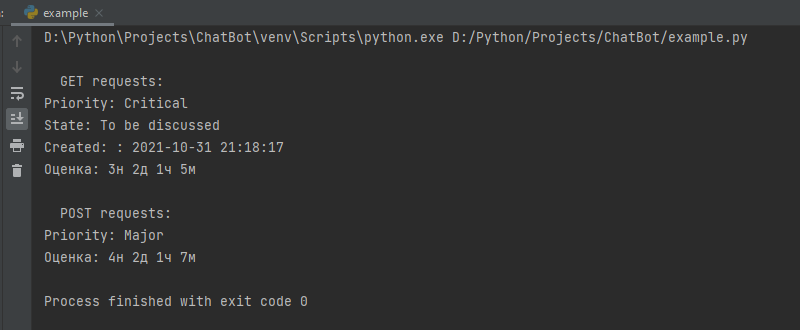 example
D:\Python\Projects\ChatBot\venv\Scripts\python.exe D:/Python/Projects/ChatBot/example.py
GET requests:
Priority: Critical
State: To be discussed
Created: : 2021-10-31 21:18:17
Оценка: 3н 2д 1ч 5м
POST requests:
Priority: Major
Оценка: 4н 2д 1ч 7м
Process finished with exit code 0